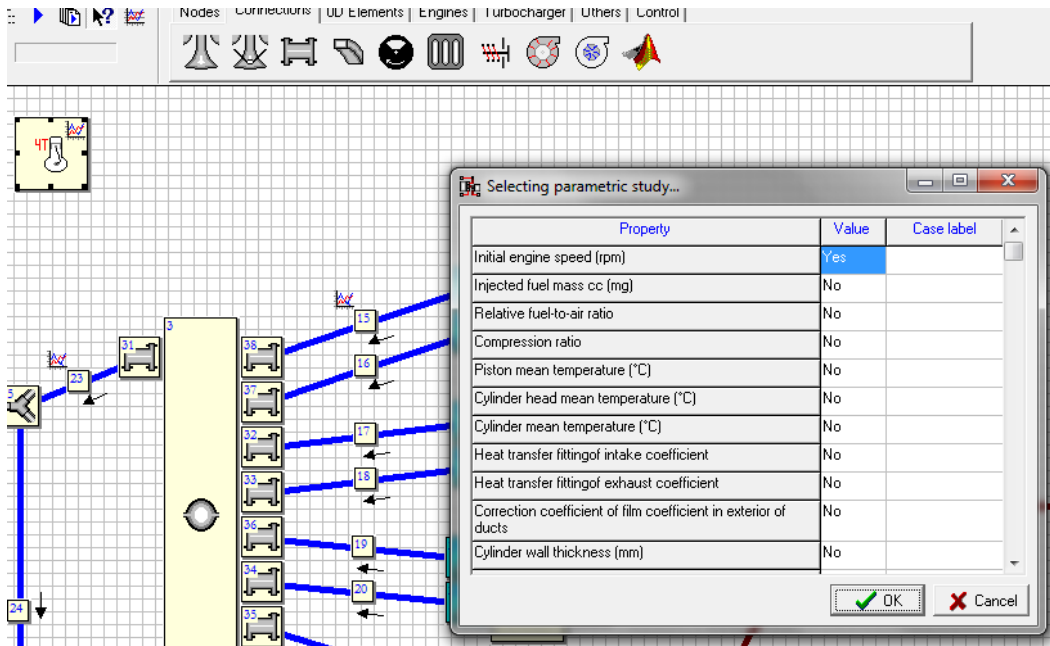 Nodes Connections UD Elements Engines Turbocharger Others Control
4T
Selecting parametric study...
Property Value Case label
Initial engine speed (rpm) Yes
Injected fuel mass cc (mg) No
Relative fuel-to-air ratio No
Compression ratio No
Piston mean temperature (°C) No
Cylinder head mean temperature (°C) No
Cylinder mean temperature (°C) No
Heat transfer fittingof intake coefficient No
Heat transfer fittingof exhaust coefficient No
Correction coefficient of film coefficient in exterior of No
ducts
Cylinder wall thickness (mm) No
OK Cancel
3
15
31
38
16
23
37
5
17
32
18
33
36
19
34
20
24
35